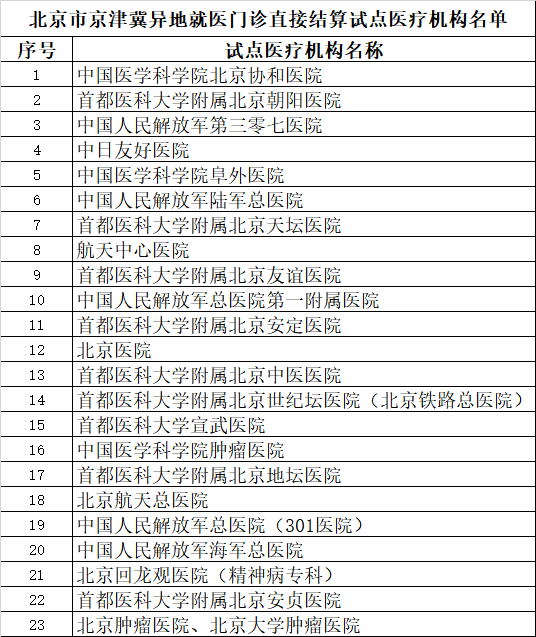 北京市京津冀异地就医门诊直接结算试点医疗机构名单
序号 试点医疗机构名称
1 中国医学科学院北京协和医院
2 首都医科大学附属北京朝阳医院
3 中国人民解放军第三零七医院
4 中日友好医院
5 中国医学科学院阜外医院
6 中国人民解放军陆军总医院
7 首都医科大学附属北京天坛医院
8 航天中心医院
9 首都医科大学附属北京友谊医院
10 中国人民解放军总医院第一附属医院
11 首都医科大学附属北京安定医院
12 北京医院
13 首都医科大学附属北京中医医院
14 首都医科大学附属北京世纪坛医院（北京铁路总医院）
15 首都医科大学宣武医院
16 中国医学科学院肿瘤医院
17 首都医科大学附属北京地坛医院
18 北京航天总医院
19 中国人民解放军总医院（301医院）
20 中国人民解放军海军总医院
21 北京回龙观医院（精神病专科）
22 首都医科大学附属北京安贞医院
23 北京肿瘤医院、北京大学肿瘤医院